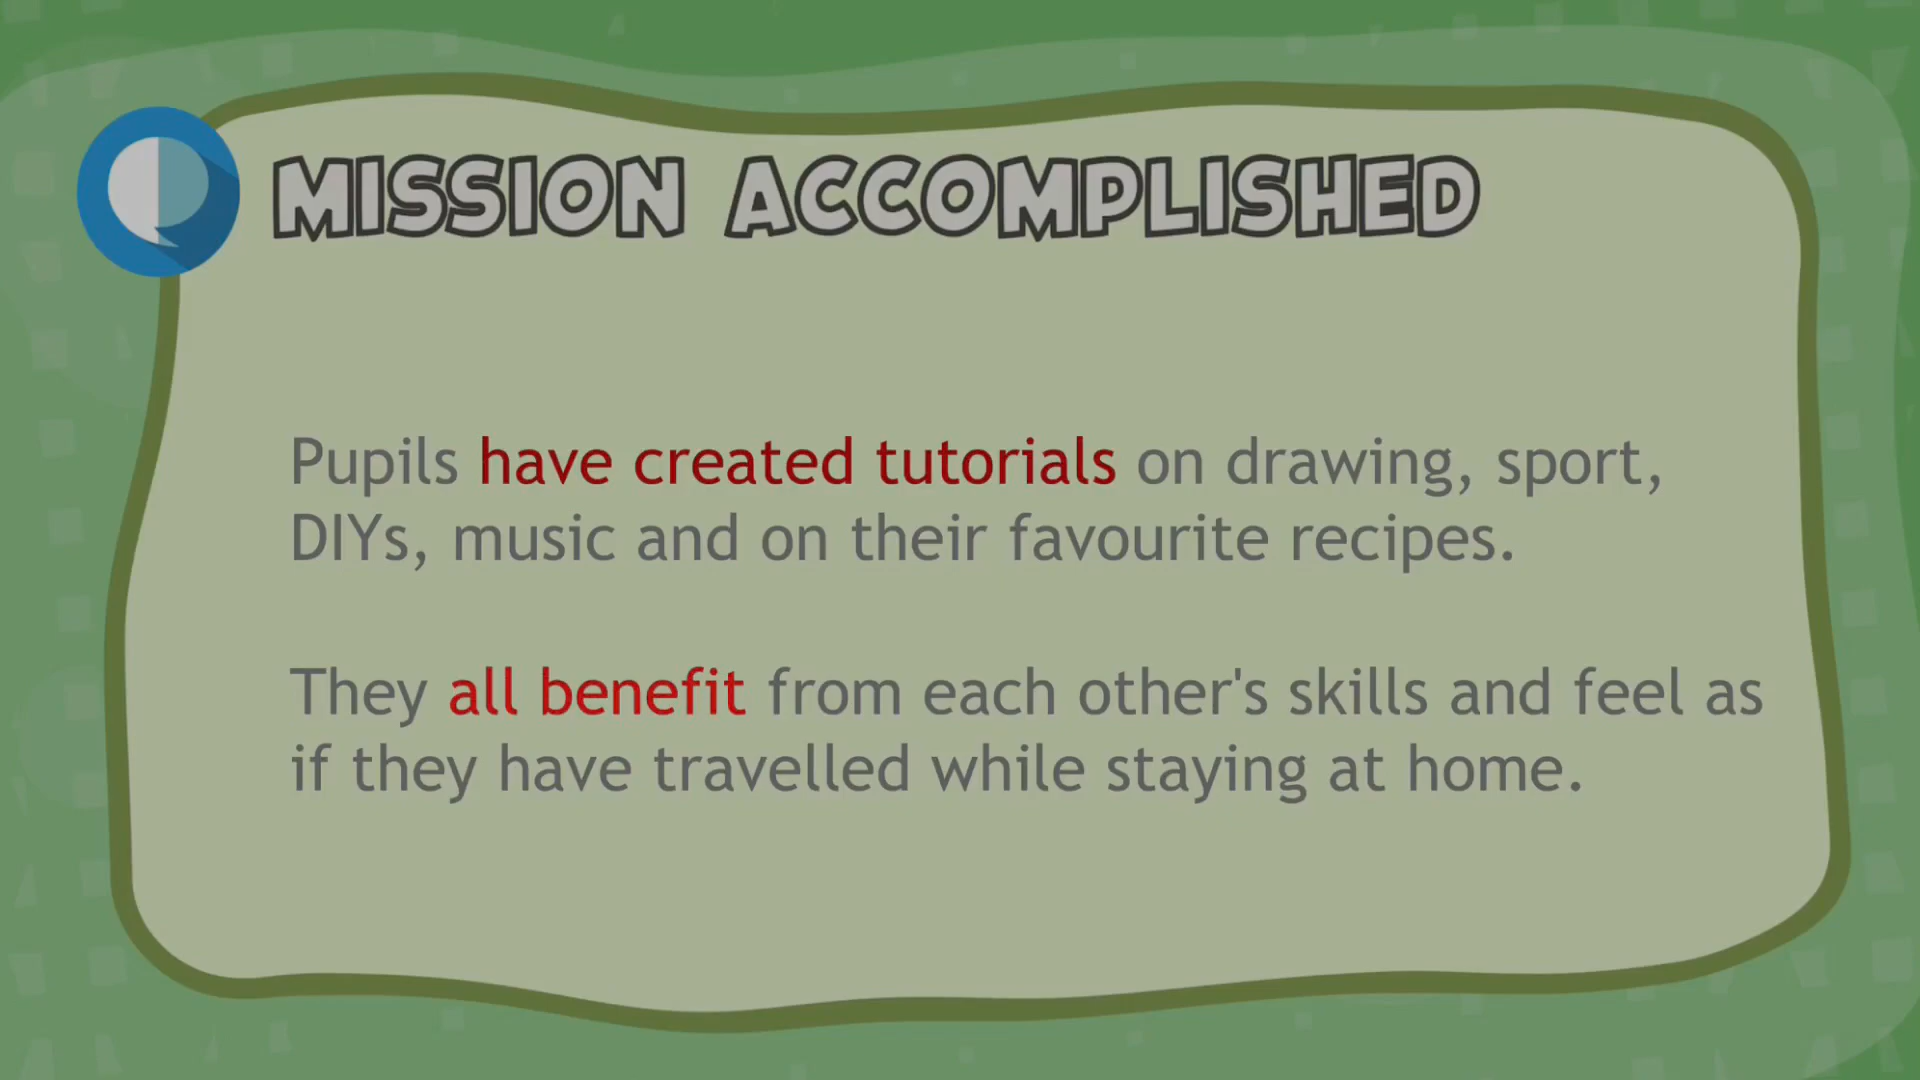 MISSION ACCOMPLISHED
Pupils have created tutorials on drawing, sport,
DIYs, music and on their favourite recipes.
They all benefit from each other's skills and feel as
if they have travelled while staying at home.